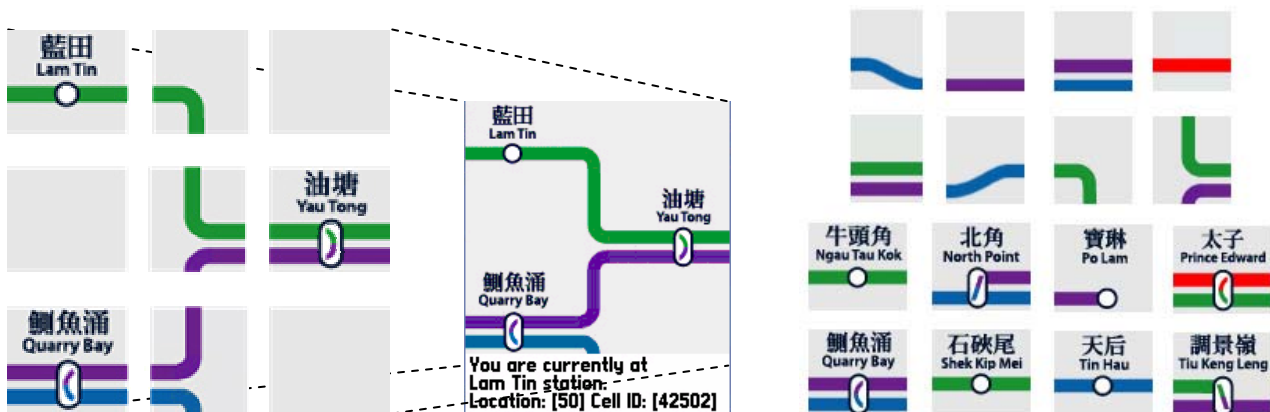 藍田
Lam Tin
油塘
Yau Tong
鰂魚涌
Quarry Bay
藍田
Lam Tin
油塘
Yau Tong
鰂魚涌
Quarry Bay
You are currently at
Lam Tin station.
Location: [50] Cell ID: [42502]
牛頭角
Ngau Tau Kok
北角
North Point
寶琳
Po Lam
太子
Prince Edward
鰂魚涌
Quarry Bay
石硤尾
Shek Kip Mei
天后
Tin Hau
調景嶺
Tiu Keng Leng